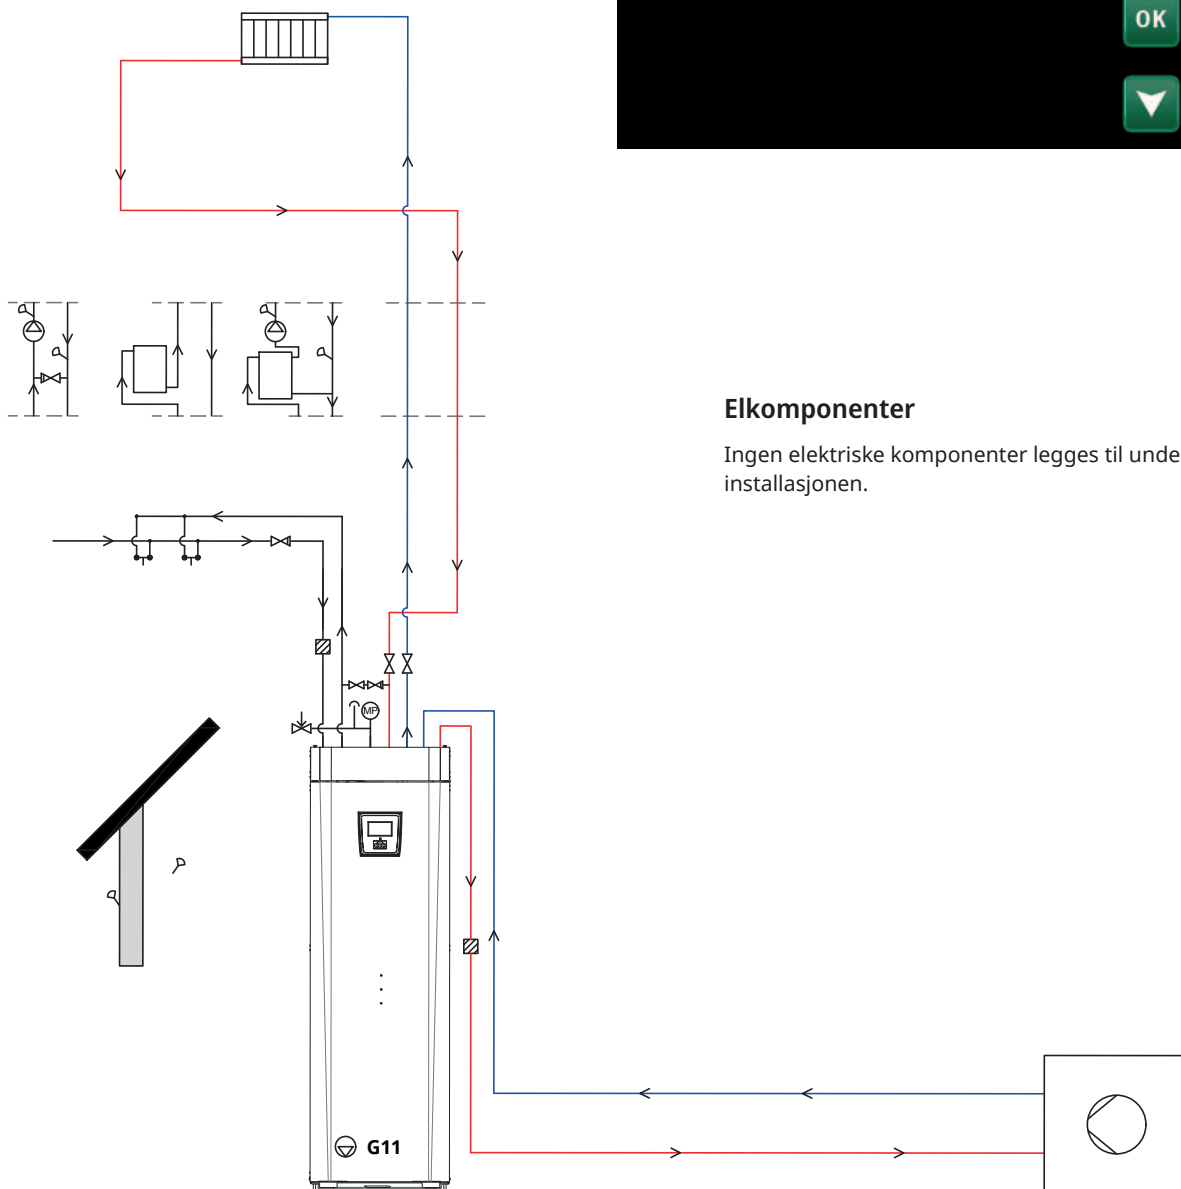 OK
Elkomponenter
Ingen elektriske komponenter legges til unde
installasjonen.
MP
G11